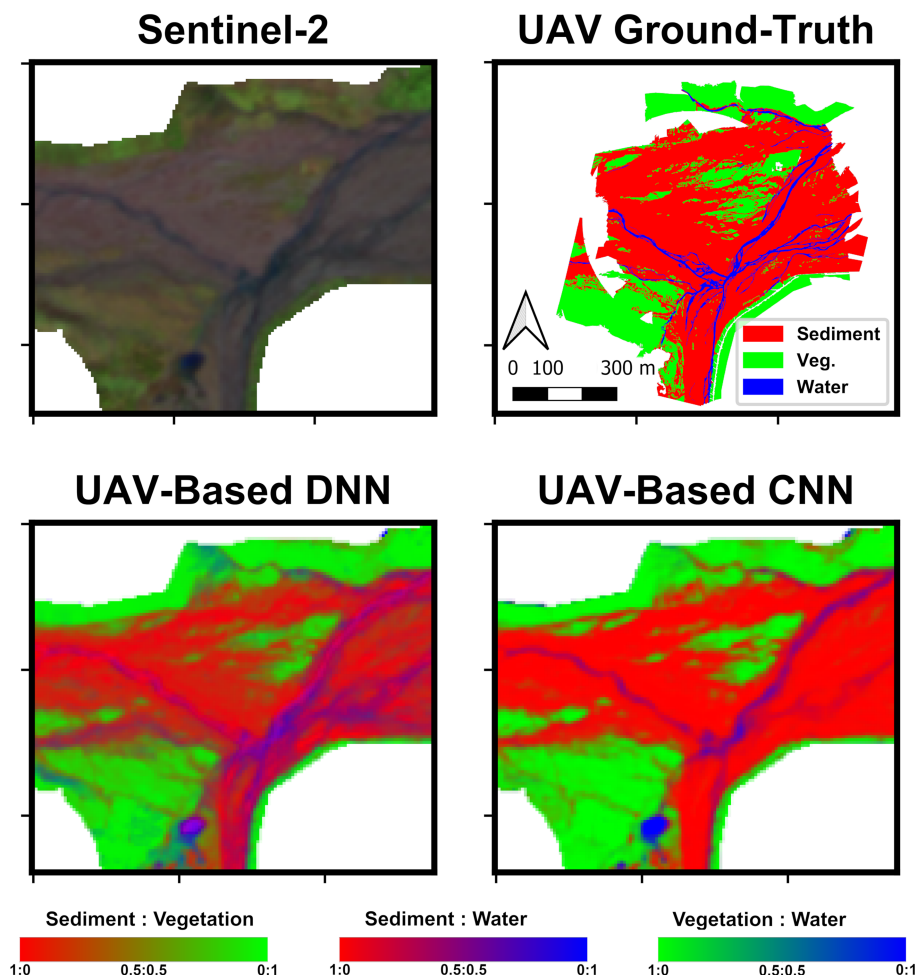 Sentinel-2
UAV Ground-Truth
0 100 300 m
Sediment
Veg.
Water
UAV-Based DNN
UAV-Based CNN
Sediment : Vegetation
1:0 0.5:0.5 0:1
Sediment : Water
1:0 0.5:0.5 0:1
Vegetation : Water
1:0 0.5:0.5 0:1